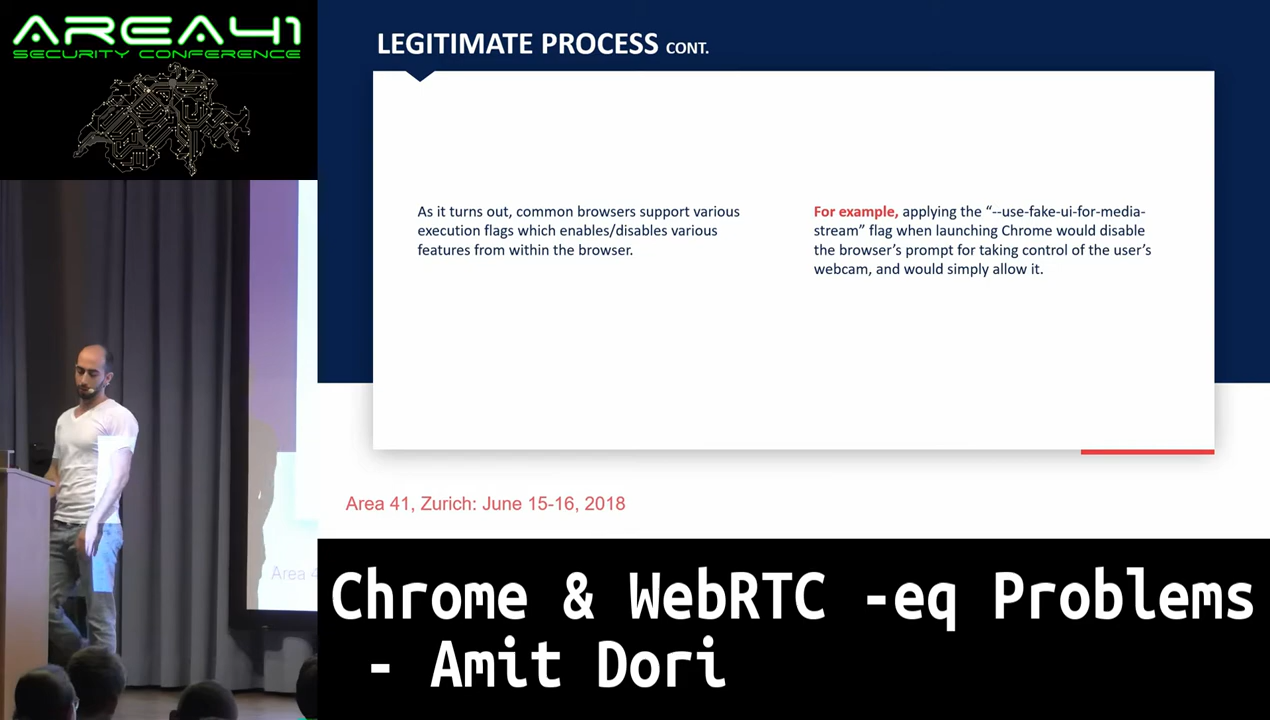 AREA41
SECURITY CONFERENCE
LEGITIMATE PROCESS CONT.
As it turns out, common browsers support various
execution flags which enables/disables various
features from within the browser.
For example, applying the “--use-fake-ui-for-media-
stream” flag when launching Chrome would disable
the browser’s prompt for taking control of the user’s
webcam, and would simply allow it.
Area 41, Zurich: June 15-16, 2018
Area 4
Chrome & WebRTC -eq Problems
- Amit Dori